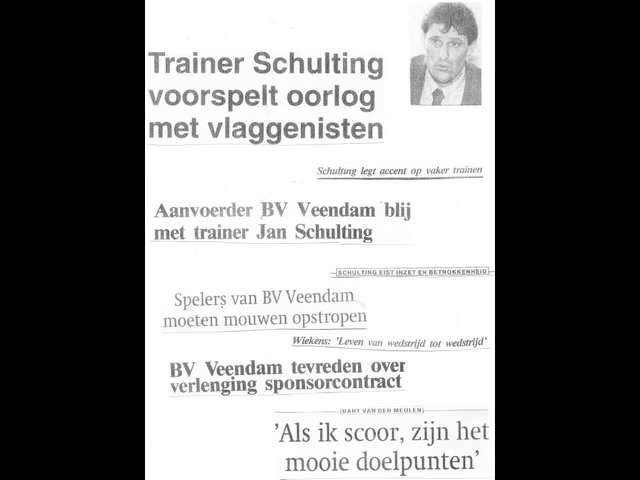 Trainer Schulting
voorspelt oorlog
met vlaggenisten
Schulting legt accent op vaker trainen
Aanvoerder BV Veendam blij
met trainer Jan Schulting
SCHULTING EIST INZET EN BETROKKENHEID
Spelers van BV Veendam
moeten mouwen opstropen
Wiekens: 'Leven van wedstrijd tot wedstrijd'
BV Veendam tevreden over
verlenging sponsorcontract
(BART VAN DER MEULEN)
'Als ik scoor, zijn het
mooie doelpunten'